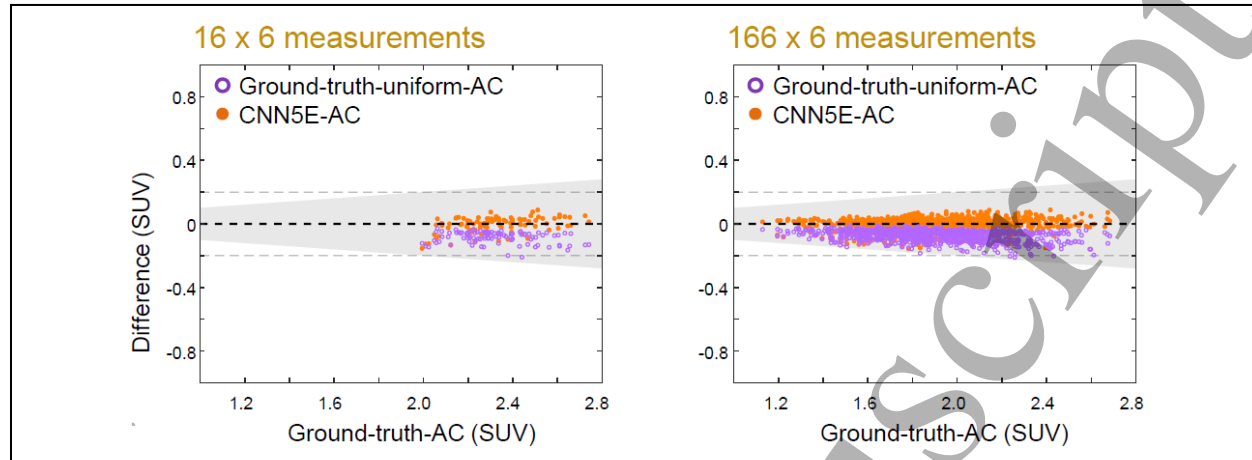 16 x 6 measurements
Ground-truth-uniform-AC
CNN5E-AC
0.8
0.4
0
-0.4
-0.8
Difference (SUV)
1.2
1.6
2.0
2.4
2.8
Ground-truth-AC (SUV)
166 x 6 measurements
Ground-truth-uniform-AC
CNN5E-AC
0.8
0.4
0
-0.4
-0.8
1.2
1.6
2.0
2.4
2.8
Ground-truth-AC (SUV)
script